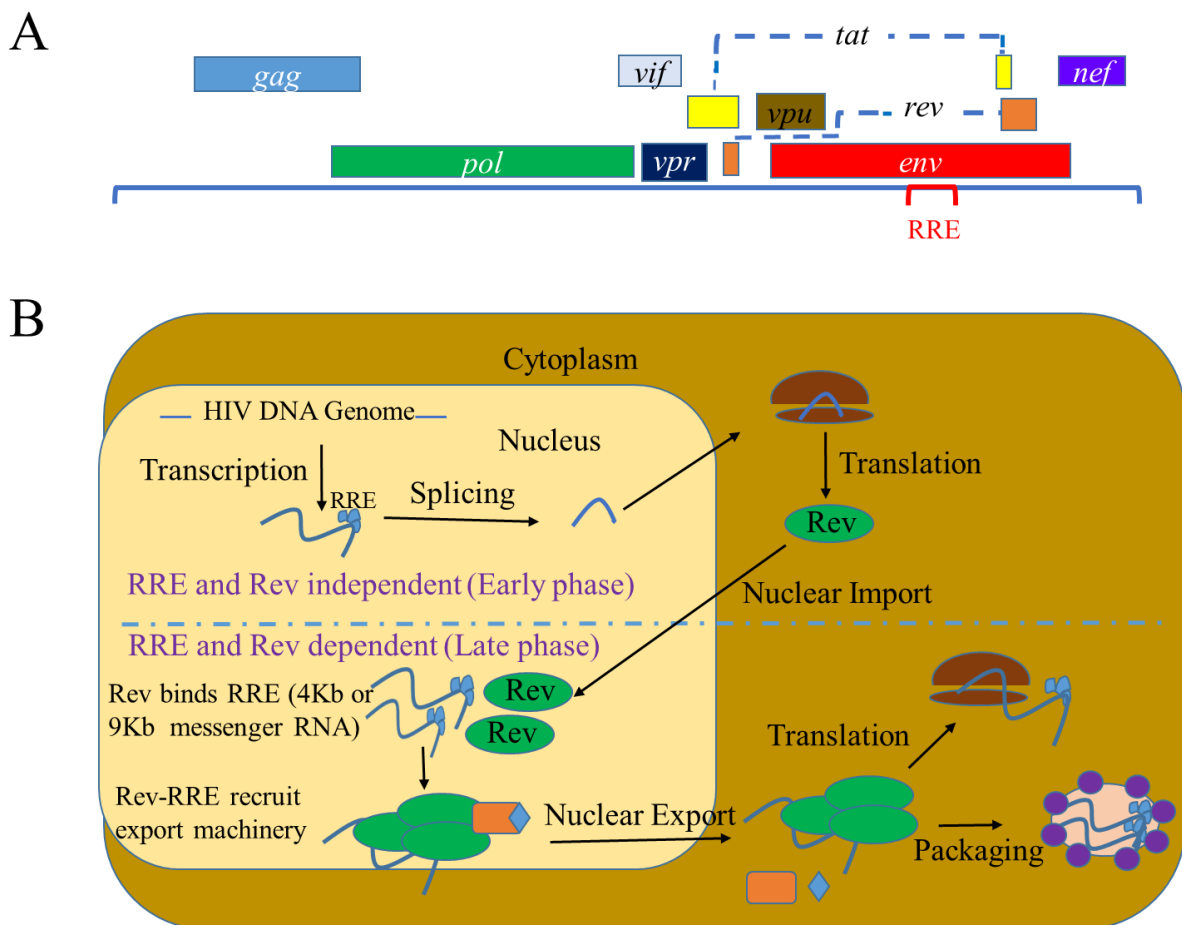 A
gag
vif
tat
nef
vpu
rev
pol
vpr
env
RRE
B
Cytoplasm
HIV DNA Genome
Nucleus
Transcription
RRE
Splicing
Translation
Rev
RRE and Rev independent (Early phase)
Nuclear Import
RRE and Rev dependent (Late phase)
Rev binds RRE (4Kb or
9Kb messenger RNA)
Rev
Rev
Translation
Rev-RRE recruit
export machinery
Nuclear Export
Packaging